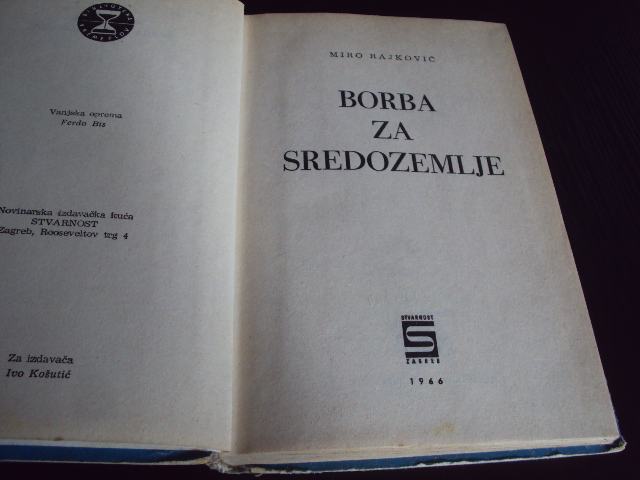 Vanjska oprema
Ferdo Bis
Novinarska izdavačka kuća
STVARNOST
Zagreb, Rooseveltov trg 4
Za izdavača
Ivo Košutić
MIRO RAJKOVIĆ
BORBA
ZA
SREDOZEMLJE
STVARNOST
S
ZAGREB
1966